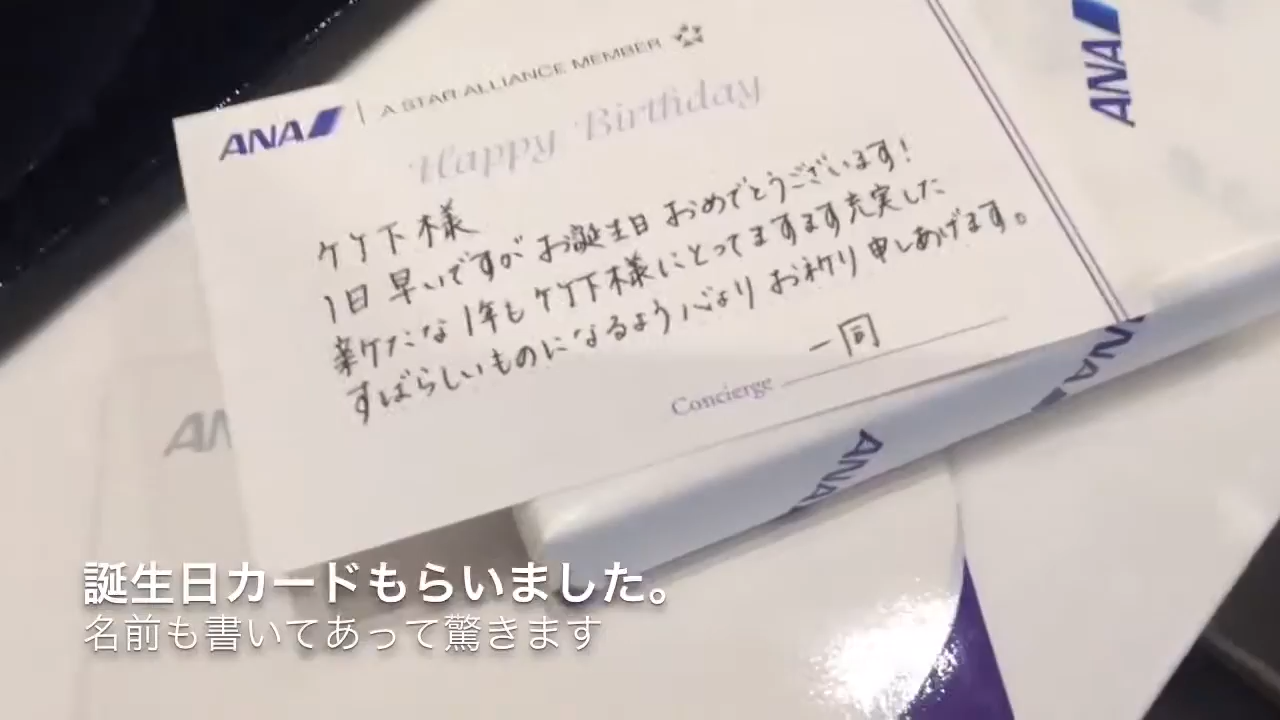 ANA
A STAR ALLIANCE MEMBER
Happy Birthday
竹下様
1日早いですが お誕生日 おめでとうございます!
新たな 1年も 竹下様にとってますます充実した
すばらしいものになるよう 心より お祈り 申しあげます。
一同
Concierge
ANA
ANA
ANA
ANA
AN
誕生日カードもらいました。
名前も書いてあって驚きます